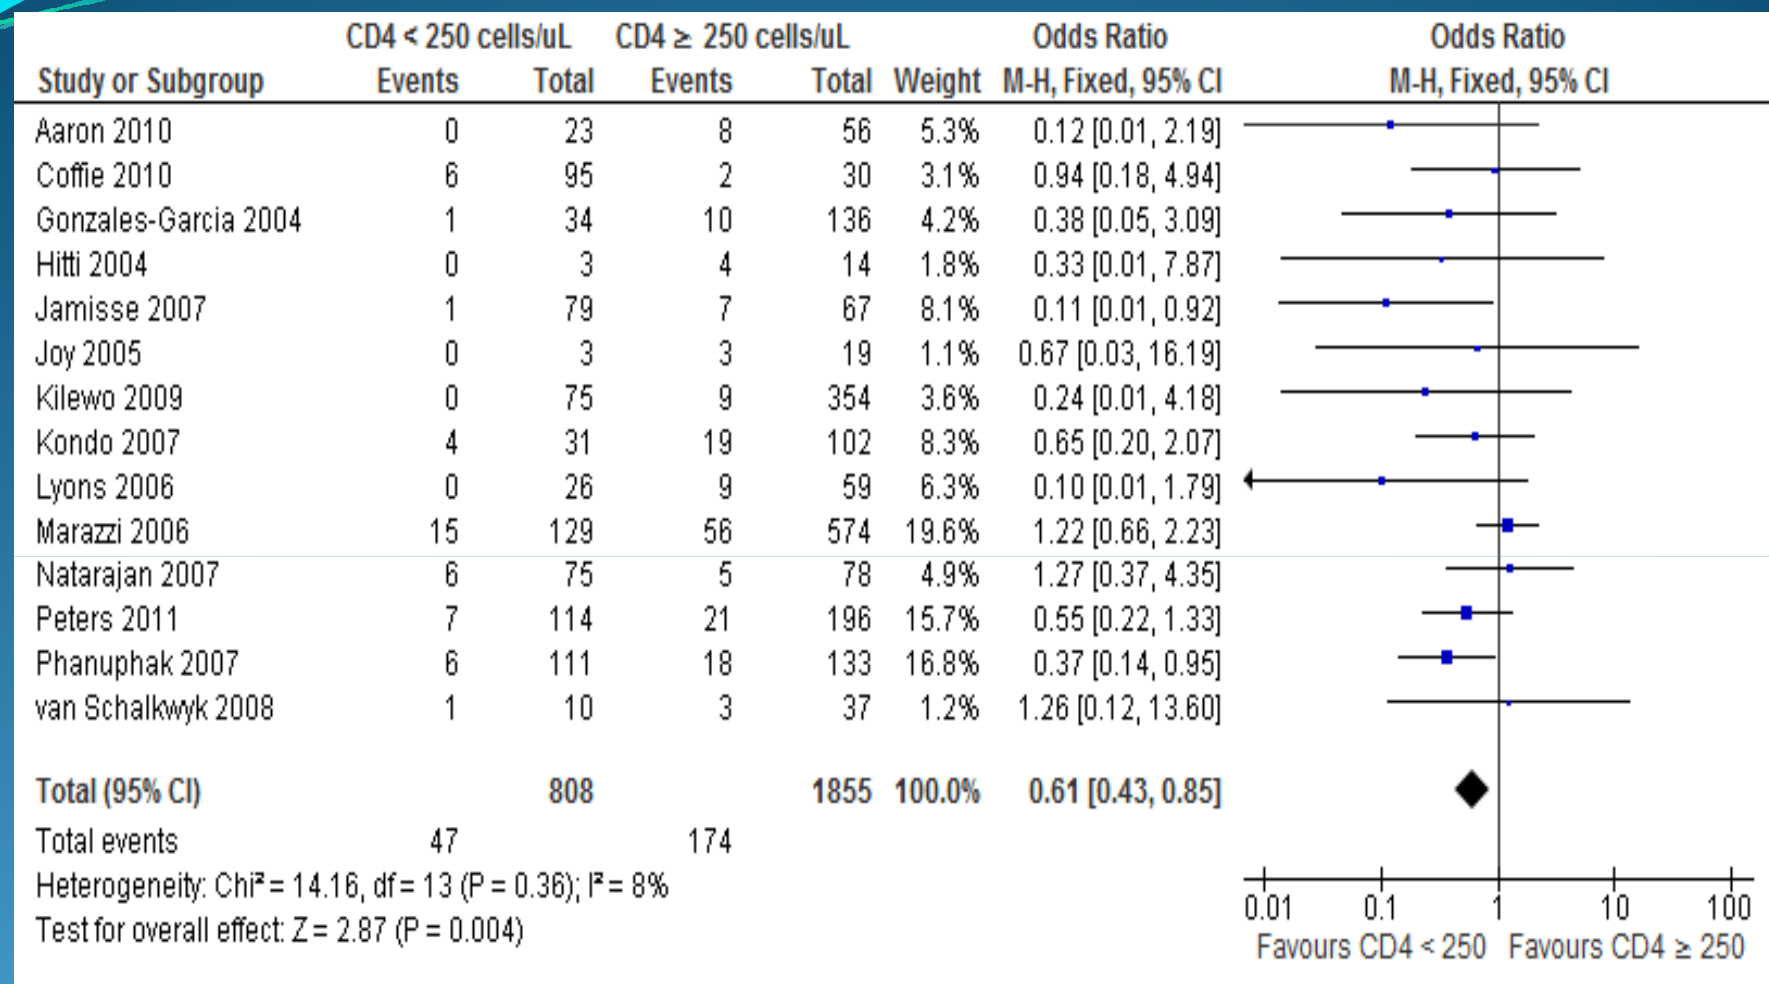 CD4 < 250 cells/uL CD4 ≥ 250 cells/uL Odds Ratio Odds Ratio
Study or Subgroup Events Total Events Total Weight M-H, Fixed, 95% CI M-H, Fixed, 95% CI
Aaron 2010 0 23 8 56 5.3% 0.12 [0.01, 2.19]
Coffie 2010 6 95 2 30 3.1% 0.94 [0.18, 4.94]
Gonzales-Garcia 2004 1 34 10 136 4.2% 0.38 [0.05, 3.09]
Hitti 2004 0 3 4 14 1.8% 0.33 [0.01, 7.87]
Jamisse 2007 1 79 7 67 8.1% 0.11 [0.01, 0.92]
Joy 2005 0 3 3 19 1.1% 0.67 [0.03, 16.19]
Kilewo 2009 0 75 9 354 3.6% 0.24 [0.01, 4.18]
Kondo 2007 4 31 19 102 8.3% 0.65 [0.20, 2.07]
Lyons 2006 0 26 9 59 6.3% 0.10 [0.01, 1.79]
Marazzi 2006 15 129 56 574 19.6% 1.22 [0.66, 2.23]
Natarajan 2007 6 75 5 78 4.9% 1.27 [0.37, 4.35]
Peters 2011 7 114 21 196 15.7% 0.55 [0.22, 1.33]
Phanuphak 2007 6 111 18 133 16.8% 0.37 [0.14, 0.95]
van Schalkwyk 2008 1 10 3 37 1.2% 1.26 [0.12, 13.60]
Total (95% CI) 808 1855 100.0% 0.61 [0.43, 0.85]
Total events 47 174
Heterogeneity: Chi² = 14.16, df = 13 (P = 0.36); I² = 8%
Test for overall effect: Z = 2.87 (P = 0.004)
0.01 0.1 1 10 100
Favours CD4 < 250 Favours CD4 ≥ 250